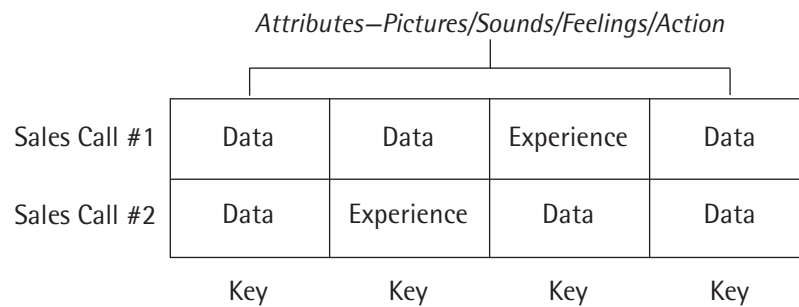 Attributes—Pictures/Sounds/Feelings/Action
Sales Call #1 Data Data Experience Data
Sales Call #2 Data Experience Data Data
Key Key Key Key